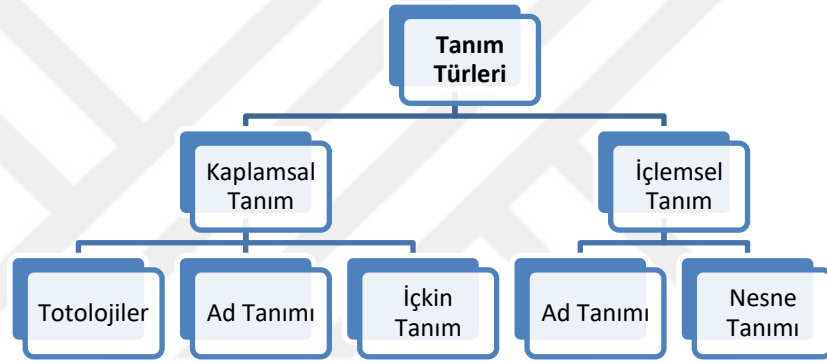 Tanım
Türleri
Kaplamsal
Tanım
İçlemsel
Tanım
Totolojiler
Ad Tanımı
İçkin
Tanım
Ad Tanımı
Nesne
Tanımı